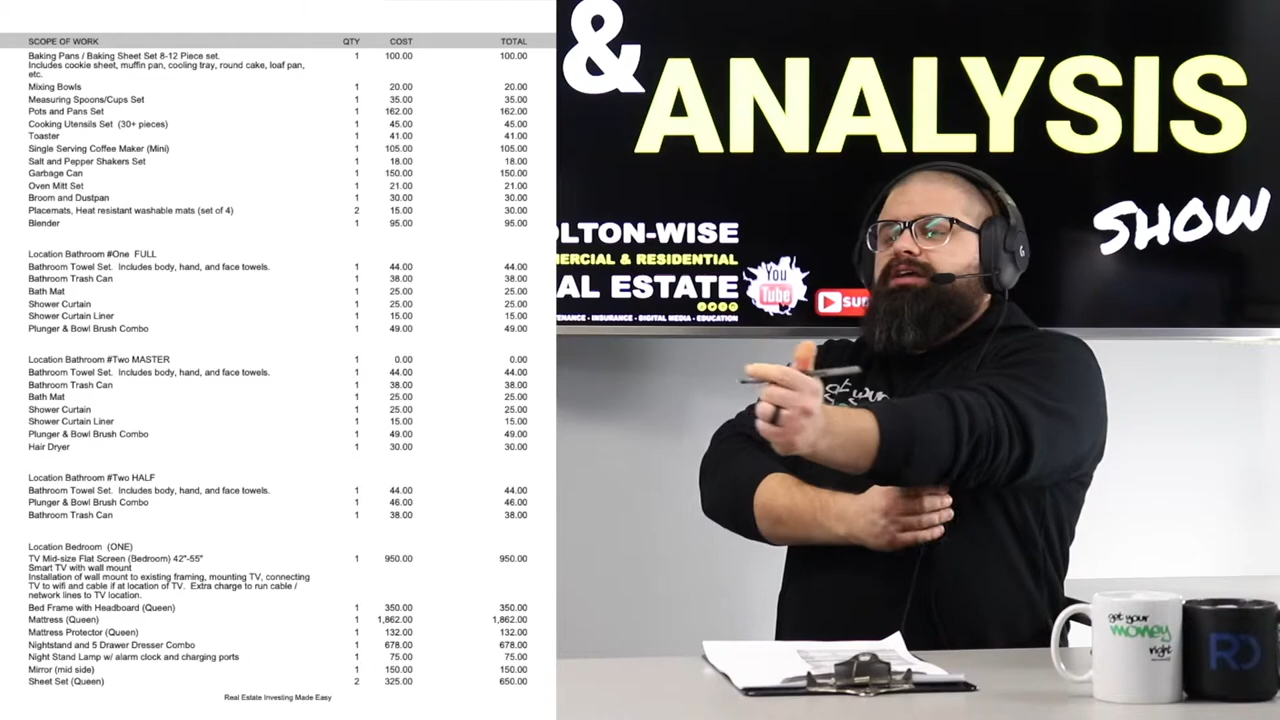 SCOPE OF WORK QTY COST TOTAL
Baking Pans / Baking Sheet Set 8-12 Piece set. 1 100.00 100.00
Includes cookie sheet, muffin pan, cooling tray, round cake, loaf pan,
etc.
Mixing Bowls 1 20.00 20.00
Measuring Spoons/Cups Set 1 35.00 35.00
Pots and Pans Set 1 162.00 162.00
Cooking Utensils Set (30+ pieces) 1 45.00 45.00
Toaster 1 41.00 41.00
Single Serving Coffee Maker (Mini) 1 105.00 105.00
Salt and Pepper Shakers Set 1 18.00 18.00
Garbage Can 1 150.00 150.00
Oven Mitt Set 1 21.00 21.00
Broom and Dustpan 1 30.00 30.00
Placemats, Heat resistant washable mats (set of 4) 2 15.00 30.00
Blender 1 95.00 95.00
Location Bathroom #One FULL
Bathroom Towel Set. Includes body, hand, and face towels. 1 44.00 44.00
Bathroom Trash Can 1 38.00 38.00
Bath Mat 1 25.00 25.00
Shower Curtain 1 25.00 25.00
Shower Curtain Liner 1 15.00 15.00
Plunger & Bowl Brush Combo 1 49.00 49.00
Location Bathroom #Two MASTER 1 0.00 0.00
Bathroom Towel Set. Includes body, hand, and face towels. 1 44.00 44.00
Bathroom Trash Can 1 38.00 38.00
Bath Mat 1 25.00 25.00
Shower Curtain 1 25.00 25.00
Shower Curtain Liner 1 15.00 15.00
Plunger & Bowl Brush Combo 1 49.00 49.00
Hair Dryer 1 30.00 30.00
Location Bathroom #Two HALF
Bathroom Towel Set. Includes body, hand, and face towels. 1 44.00 44.00
Plunger & Bowl Brush Combo 1 46.00 46.00
Bathroom Trash Can 1 38.00 38.00
Location Bedroom (ONE)
TV Mid-size Flat Screen (Bedroom) 42"-55" 1 950.00 950.00
Smart TV with wall mount
Installation of wall mount to existing framing, mounting TV, connecting
TV to wifi and cable if at location of TV. Extra charge to run cable /
network lines to TV location.
Bed Frame with Headboard (Queen) 1 350.00 350.00
Mattress (Queen) 1 1,862.00 1,862.00
Mattress Protector (Queen) 1 132.00 132.00
Nightstand and 5 Drawer Dresser Combo 1 678.00 678.00
Night Stand Lamp w/ alarm clock and charging ports 1 75.00 75.00
Mirror (mid side) 1 150.00 150.00
Sheet Set (Queen) 2 325.00 650.00
Real Estate Investing Made Easy
& ANALYSIS
SHOW
OLTON-WISE
ERCIAL & RESIDENTIAL
AL ESTATE
You
Tube
SUB
TENANCE - INSURANCE - DIGITAL MEDIA - EDUCATION
got your
money
right
RD